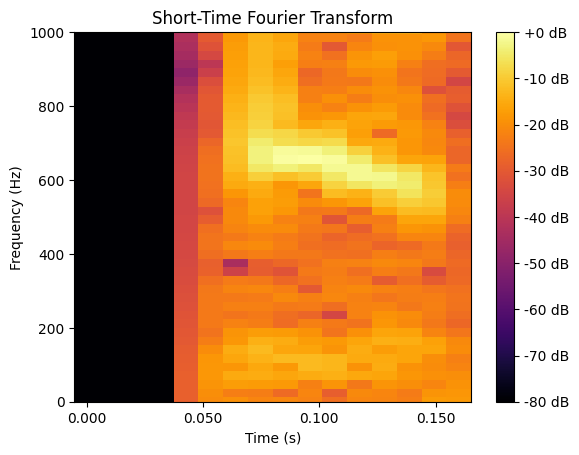 Short-Time Fourier Transform
1000
800
600
400
200
0
Frequency (Hz)
0.000
0.050
0.100
0.150
Time (s)
+0 dB
-10 dB
-20 dB
-30 dB
-40 dB
-50 dB
-60 dB
-70 dB
-80 dB